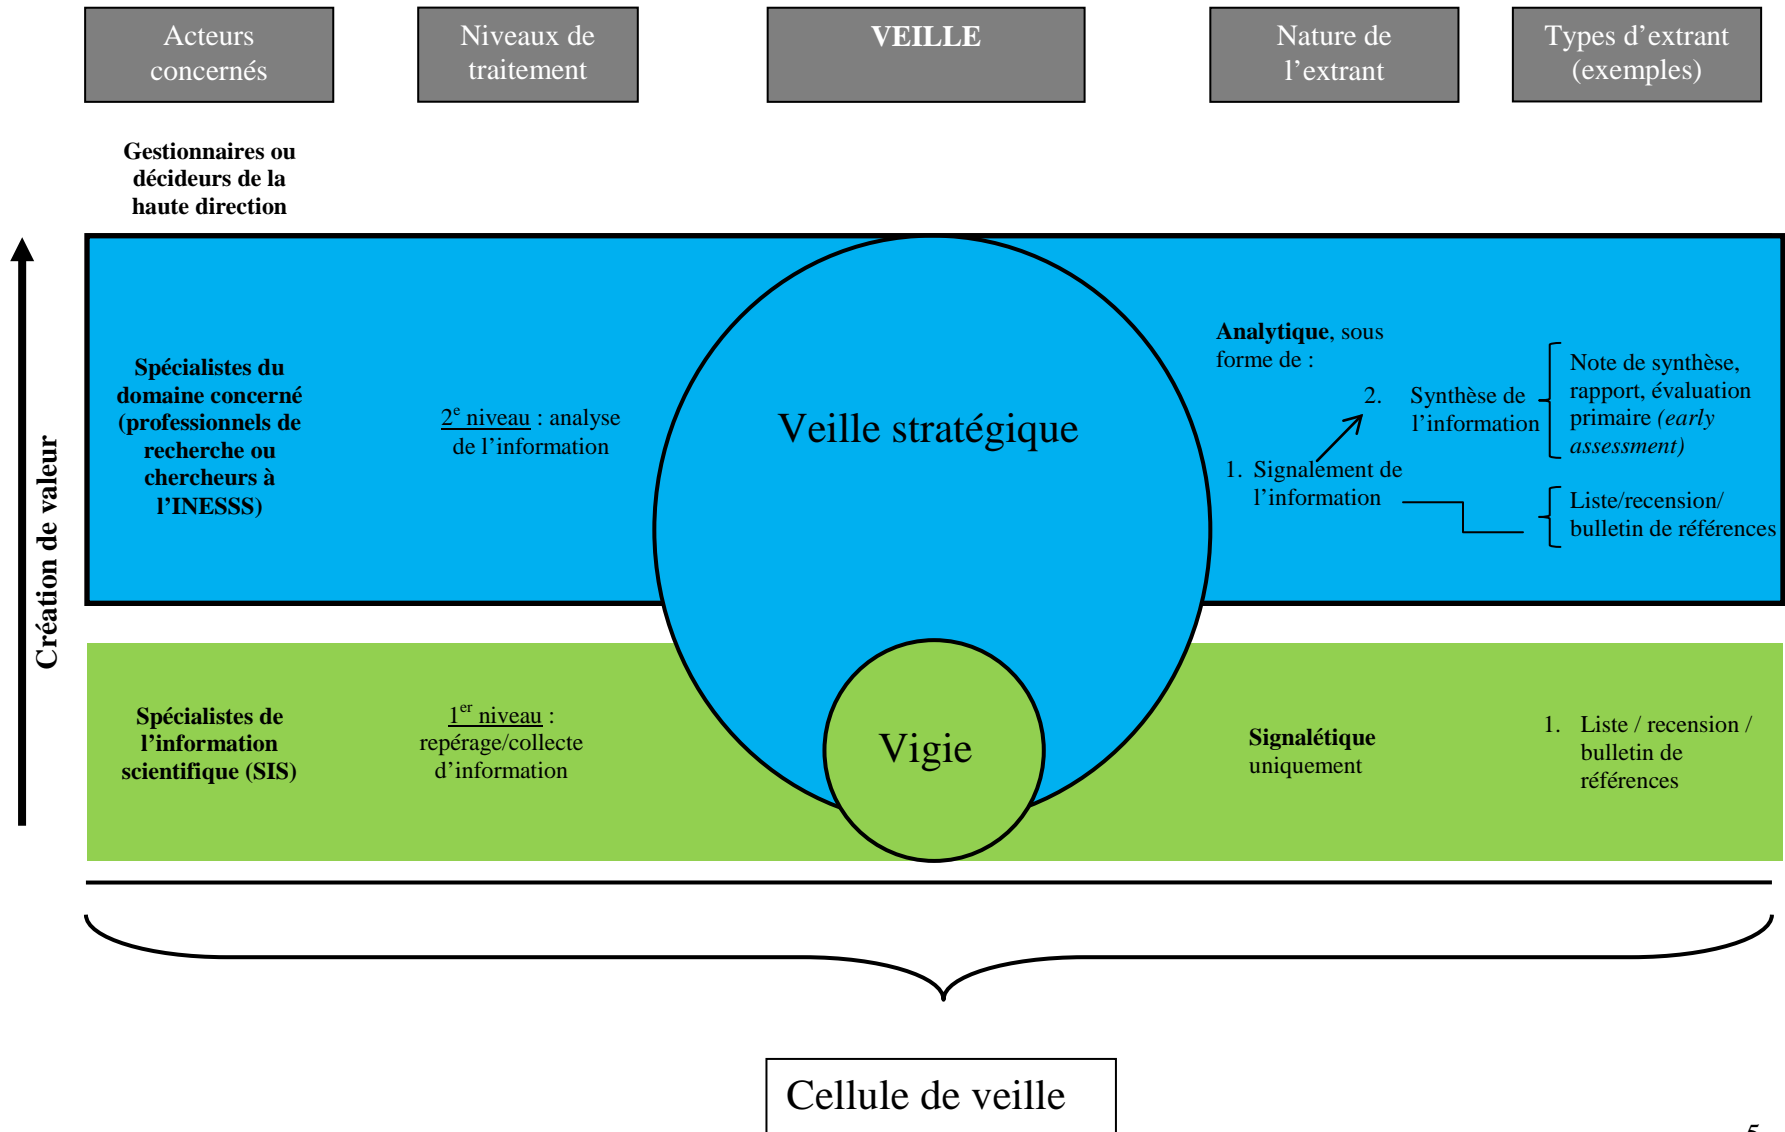 Acteurs
concernés
Niveaux de
traitement
VEILLE
Nature de
l’extrant
Types d’extrant
(exemples)
Gestionnaires ou
décideurs de la
haute direction
Création de valeur
Spécialistes du
domaine concerné
(professionnels de
recherche ou
chercheurs à
l’INESSS)
2e niveau : analyse
de l’information
Veille stratégique
Analytique, sous
forme de :
2. Synthèse de
l’information
1. Signalement de
l’information
Note de synthèse,
rapport, évaluation
primaire (early
assessment)
Liste/recension/
bulletin de références
Spécialistes de
l’information
scientifique (SIS)
1er niveau :
repérage/collecte
d’information
Vigie
Signalétique
uniquement
1. Liste / recension /
bulletin de
références
Cellule de veille